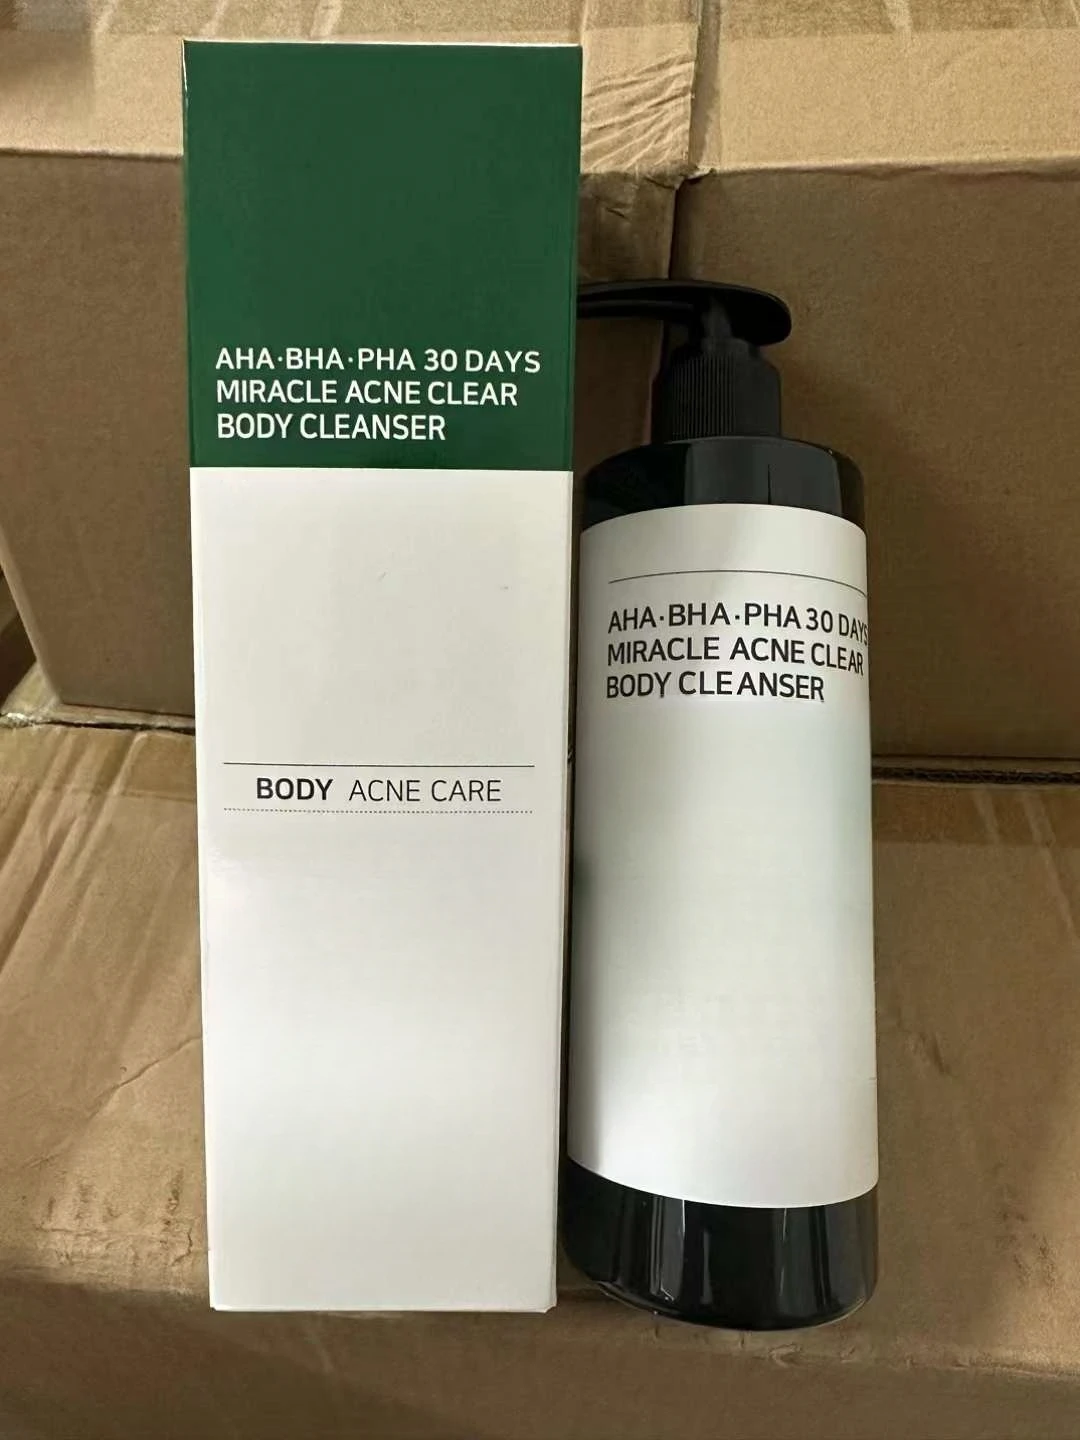 AHA·BHA·PHA 30 DAYS
MIRACLE ACNE CLEAR
BODY CLEANSER
BODY ACNE CARE
AHA·BHA·PHA 30 DAYS
MIRACLE ACNE CLEAR
BODY CLEANSER